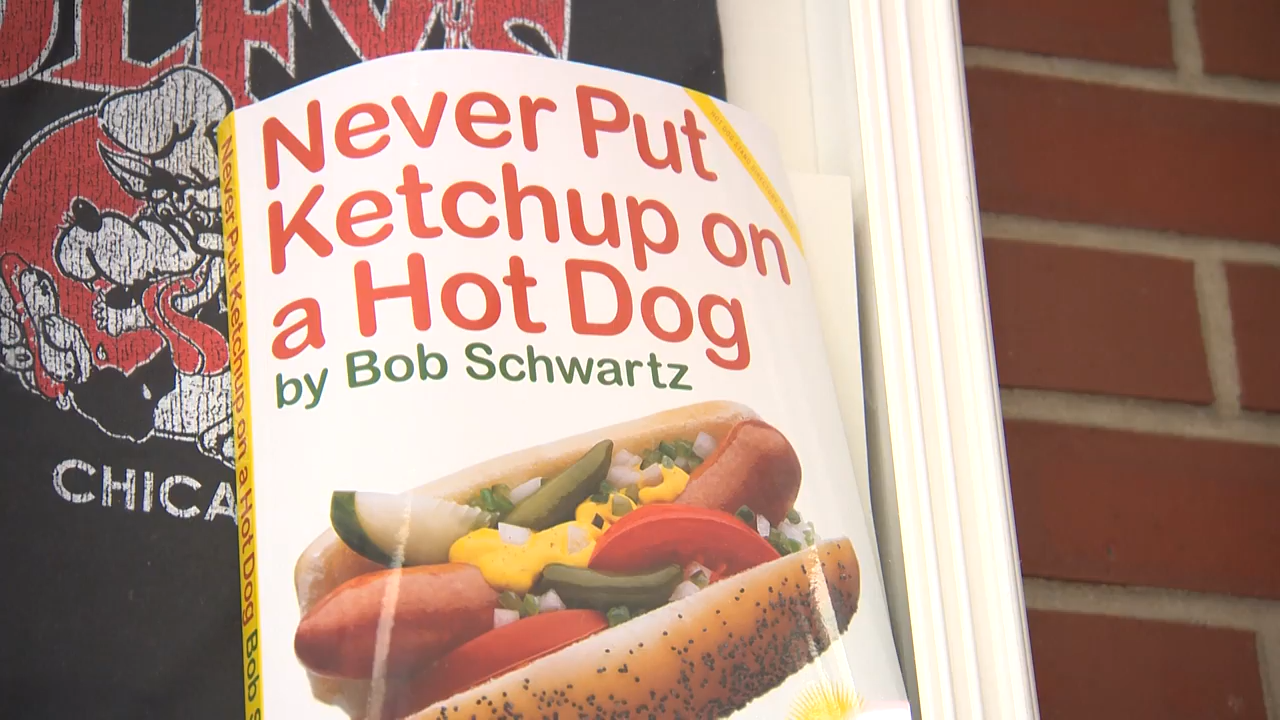 Never Put
Ketchup on
a Hot Dog
by Bob Schwartz
Never Put Ketchup on a Hot Dog Bob
CHICA